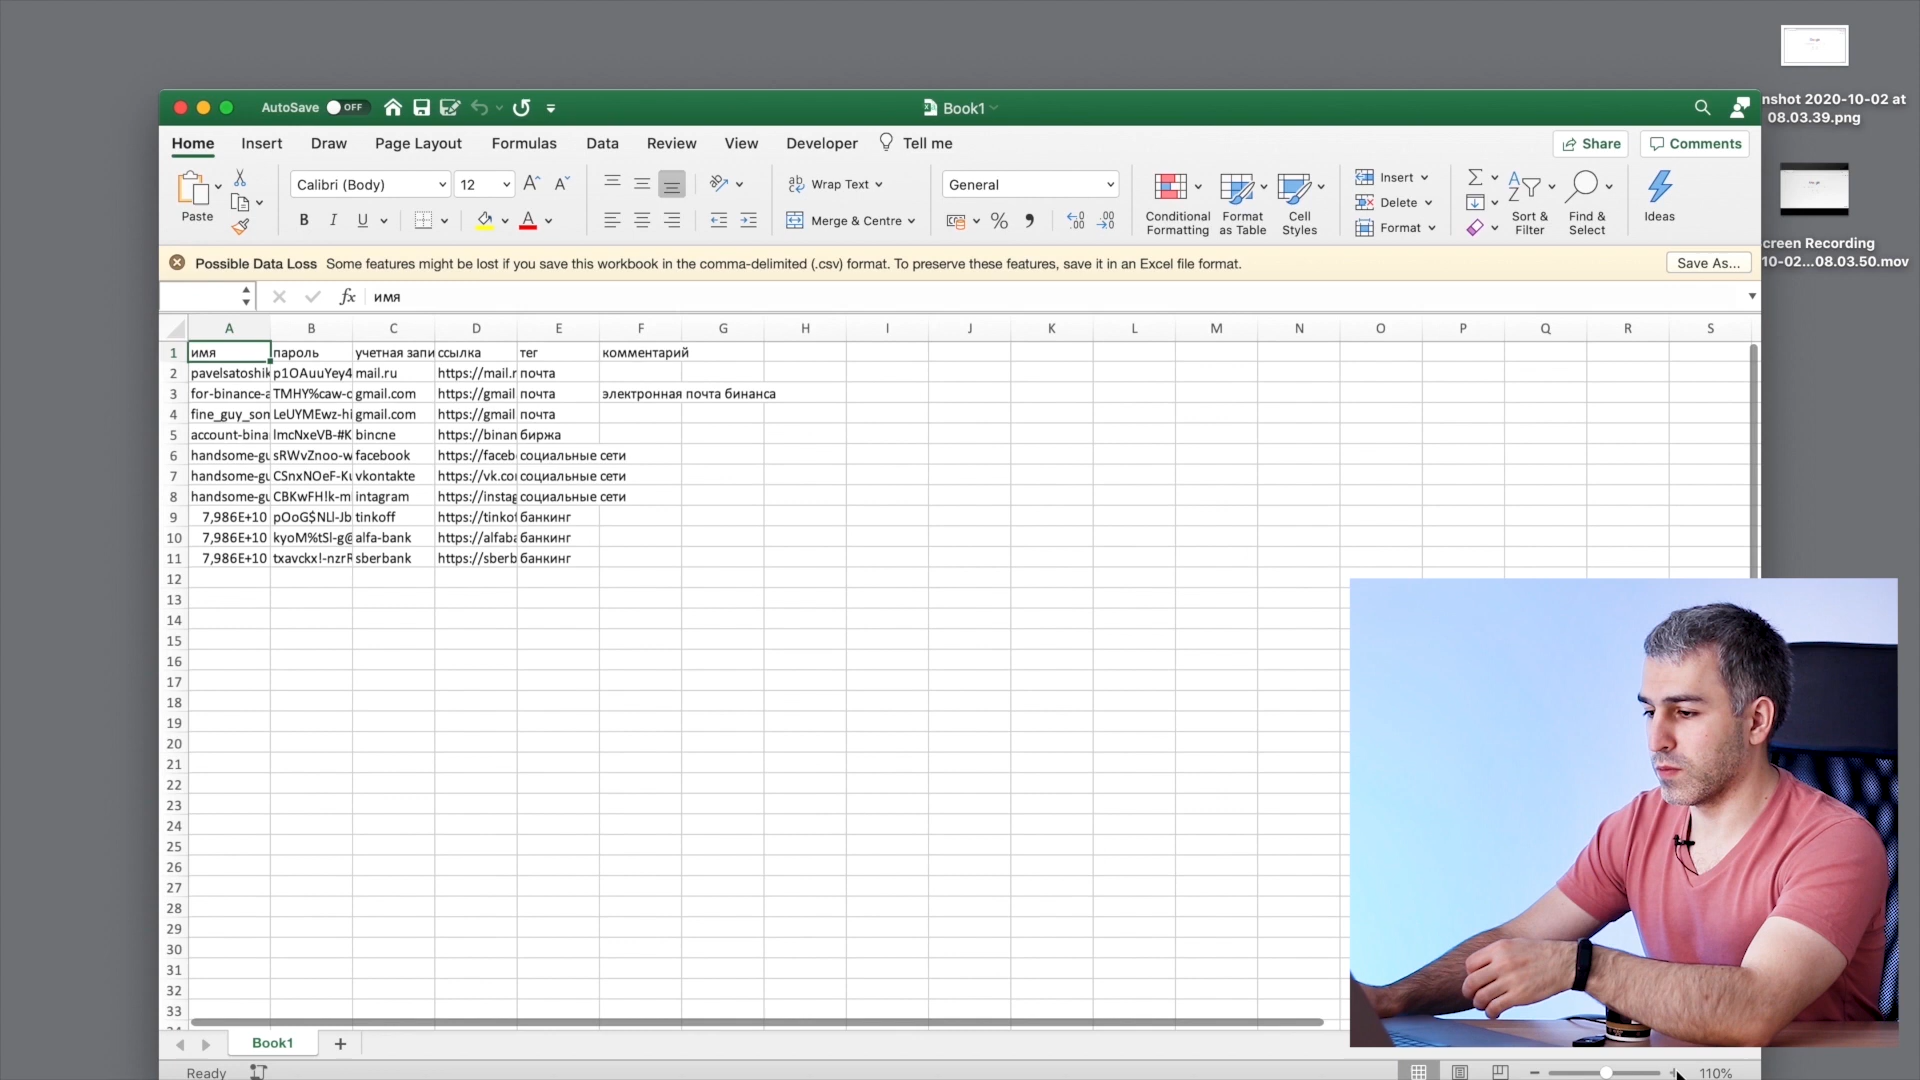 nshot 2020-10-02 at
08.03.39.png
AutoSave OFF Book1
Home Insert Draw Page Layout Formulas Data Review View Developer Tell me Share Comments
creen Recording
10-02...08.03.50.mov
Paste Calibri (Body) 12 Wrap Text General Insert
B I U Merge & Centre % Conditional Formatting Format as Table Cell Styles Delete Format Sort & Filter Find & Select Ideas
Possible Data Loss Some features might be lost if you save this workbook in the comma-delimited (.csv) format. To preserve these features, save it in an Excel file format. Save As...
fx имя
A B C D E F G H I J K L M N O P Q R S
1 имя пароль учетная запи ссылка тег комментарий
2 pavelsatoshik p1OAuuYey4 mail.ru https://mail.r почта
3 for-binance-a TMHY%caw-c gmail.com https://gmail почта электронная почта бинанса
4 fine_guy_son LeUYMEwz-hi gmail.com https://gmail почта
5 account-bina lmcNxeVB-#K bincne https://binan биржа
6 handsome-gu sRWvZnoo-w facebook https://faceb социальные сети
7 handsome-gu CSnxNOeF-Ku vkontakte https://vk.co социальные сети
8 handsome-gu CBKwFH!k-m intagram https://instag социальные сети
9 7,986E+10 pOoG$NLl-Jb tinkoff https://tinkof банкинг
10 7,986E+10 kyoM%tSl-g@ alfa-bank https://alfaba банкинг
11 7,986E+10 txavckx!-nzrF sberbank https://sberb банкинг
12
13
14
15
16
17
18
19
20
21
22
23
24
25
26
27
28
29
30
31
32
33
Book1 +
Ready 110%